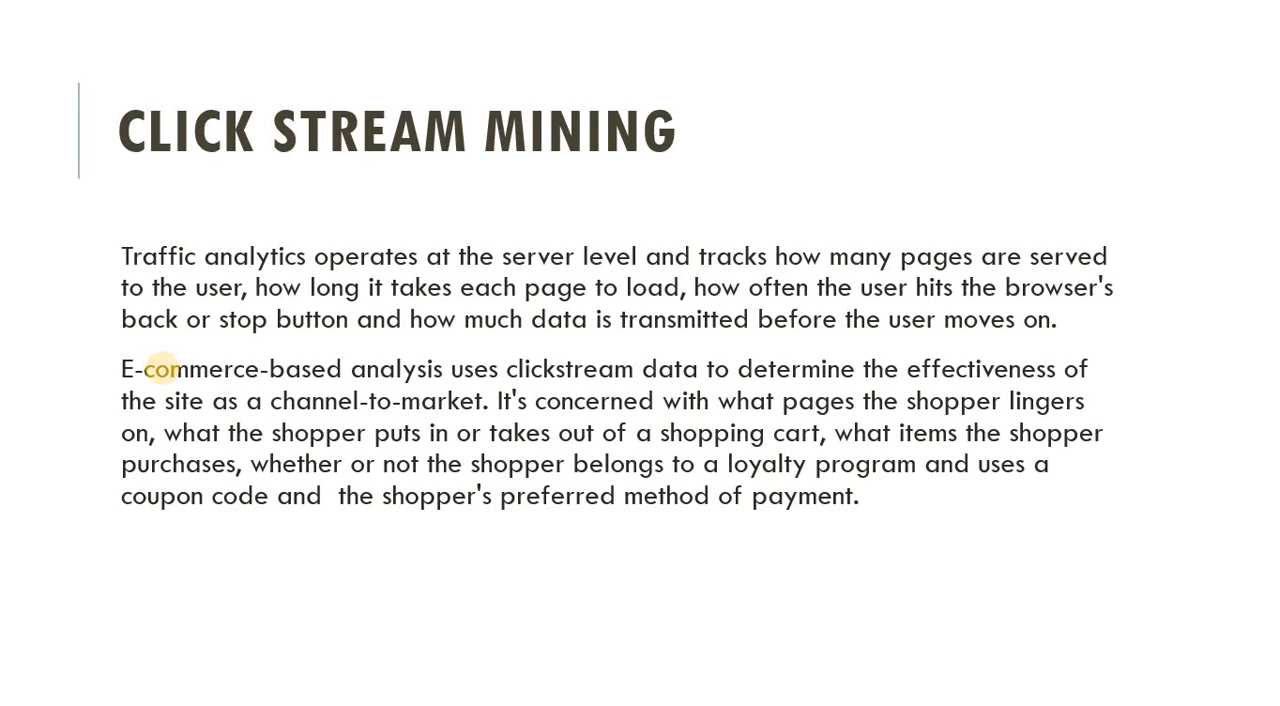 CLICK STREAM MINING
Traffic analytics operates at the server level and tracks how many pages are served
to the user, how long it takes each page to load, how often the user hits the browser's
back or stop button and how much data is transmitted before the user moves on.
E-commerce-based analysis uses clickstream data to determine the effectiveness of
the site as a channel-to-market. It's concerned with what pages the shopper lingers
on, what the shopper puts in or takes out of a shopping cart, what items the shopper
purchases, whether or not the shopper belongs to a loyalty program and uses a
coupon code and  the shopper's preferred method of payment.